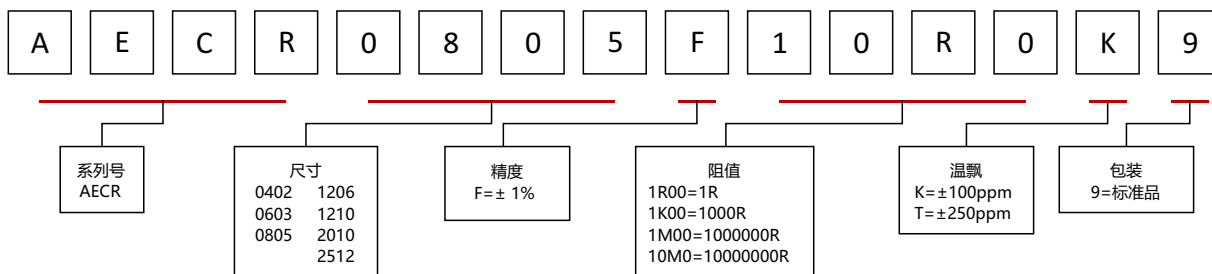 A E C R 0 8 0 5 F 1 0 R 0 K 9
系列号
AECR
尺寸
0402 1206
0603 1210
0805 2010
2512
精度
F=± 1%
阻值
1R00=1R
1K00=1000R
1M00=1000000R
10M0=10000000R
温飘
K=±100ppm
T=±250ppm
包装
9=标准品